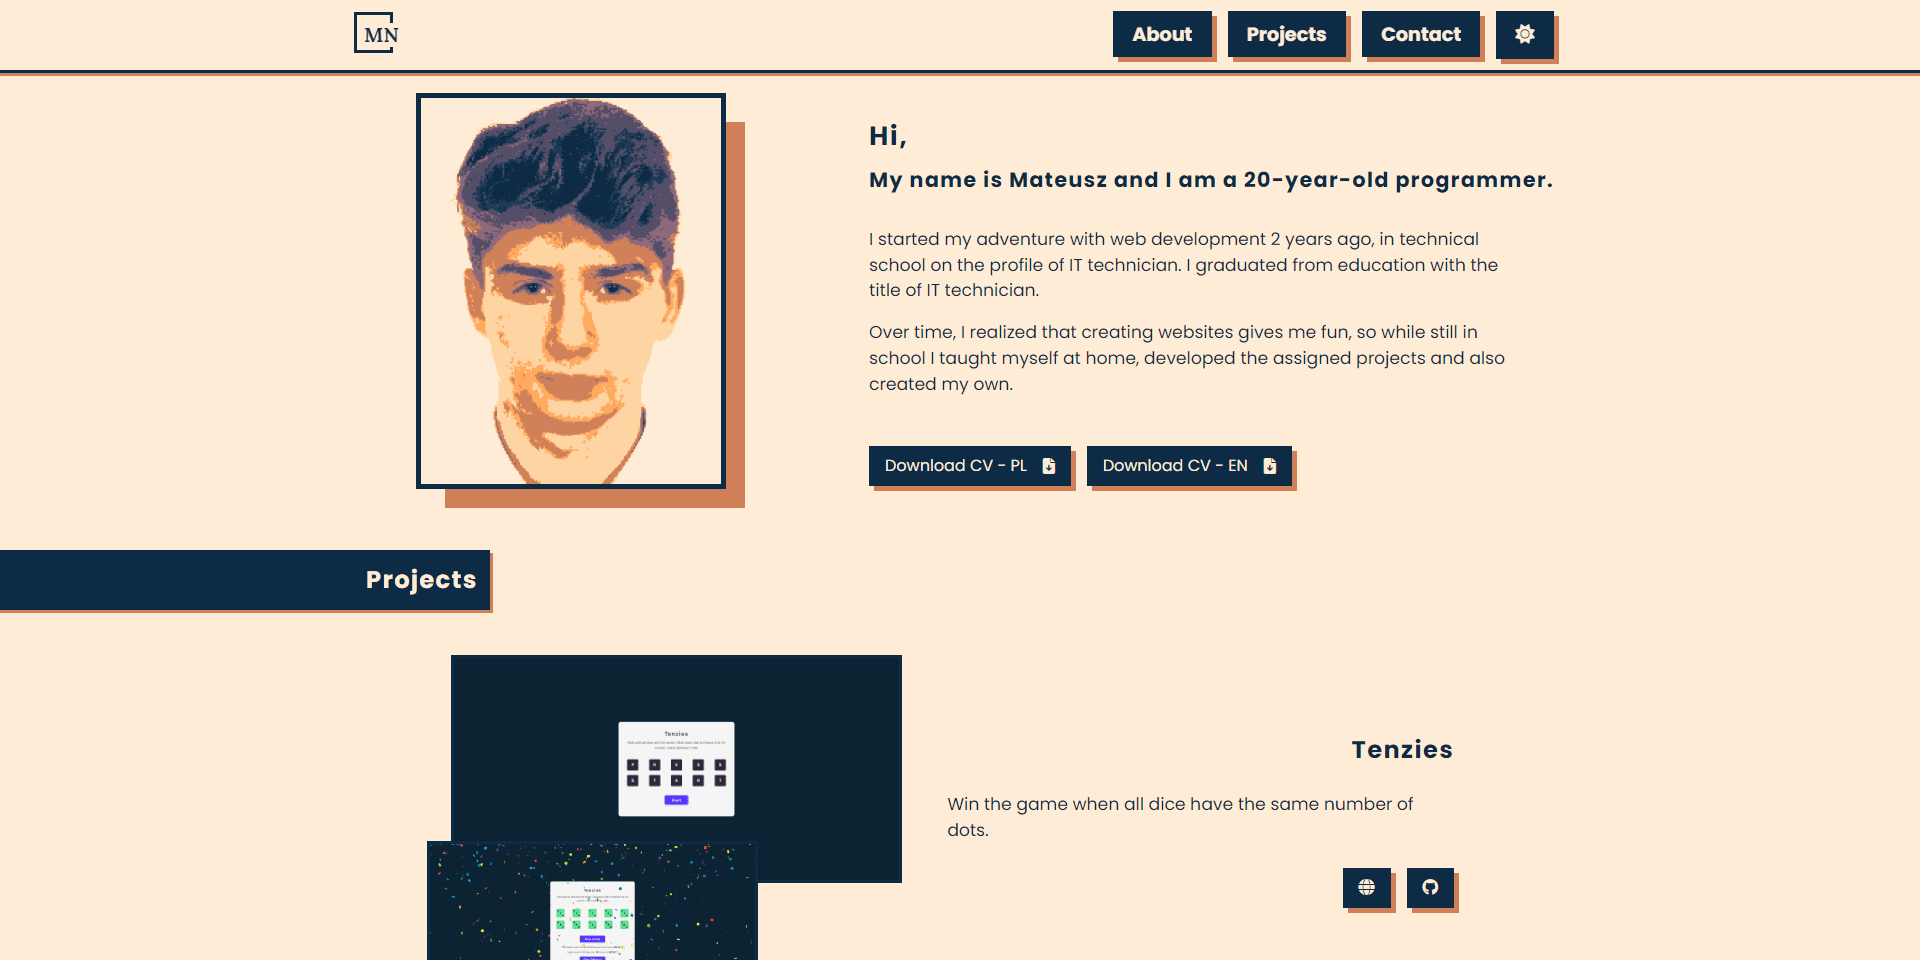 MN
About
Projects
Contact
Hi,
My name is Mateusz and I am a 20-year-old programmer.
I started my adventure with web development 2 years ago, in technical
school on the profile of IT technician. I graduated from education with the
title of IT technician.
Over time, I realized that creating websites gives me fun, so while still in
school I taught myself at home, developed the assigned projects and also
created my own.
Download CV - PL
Download CV - EN
Projects
Tenzies
Tenzies
Win the game when all dice have the same number of
dots.
Tenzies